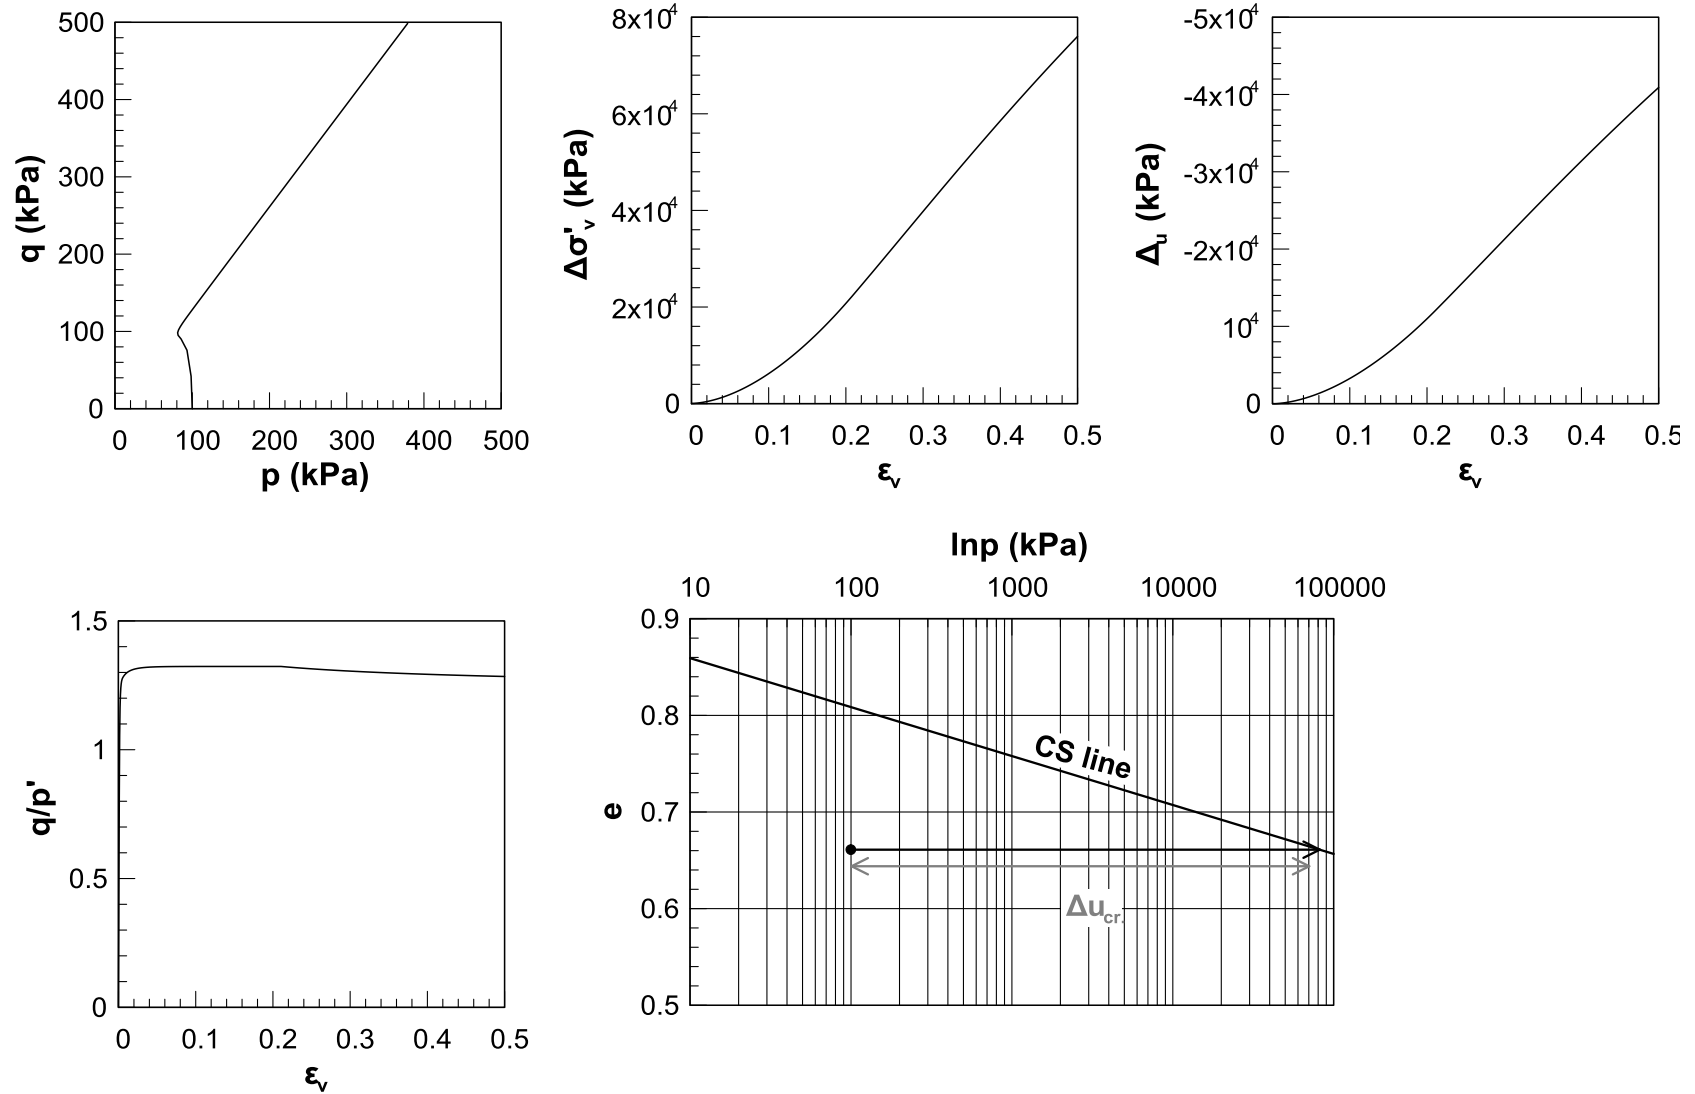 500
400
300
200
100
0
q (kPa)
0 100 200 300 400 500
p (kPa)
8x10⁴
6x10⁴
4x10⁴
2x10⁴
0
Δσ'v (kPa)
0 0.1 0.2 0.3 0.4 0.5
εv
-5x10⁴
-4x10⁴
-3x10⁴
-2x10⁴
10⁴
0
Δu (kPa)
0 0.1 0.2 0.3 0.4 0.5
εv
1.5
1
0.5
0
q/p'
0 0.1 0.2 0.3 0.4 0.5
εv
lnp (kPa)
10 100 1000 10000 100000
0.9
0.8
0.7
0.6
0.5
e
CS line
Δucr.